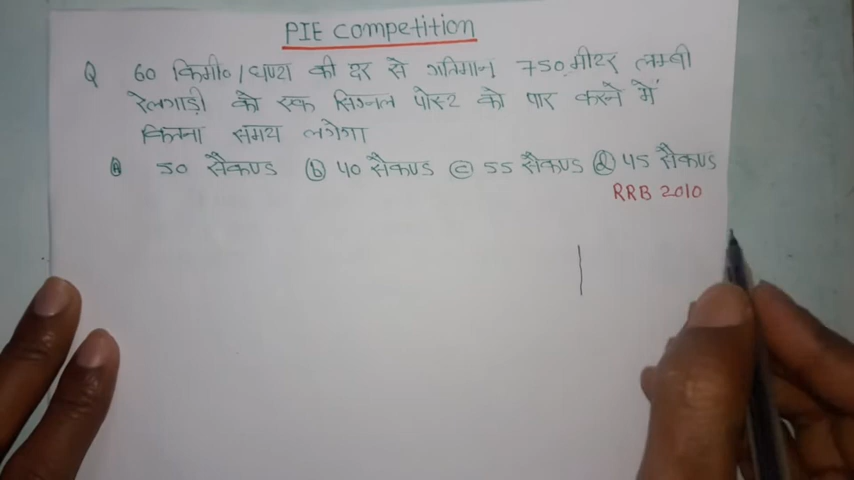 PIE Competition
Q 60 किमी०/घण्टा की दर से गतिमान 750 मीटर लम्बी
रेलगाड़ी को एक सिग्नल पोस्ट को पार करने में
कितना समय लगेगा
(a) 50 सैकण्ड (b) 40 सैकण्ड (c) 55 सैकण्ड (d) 45 सैकण्ड
RRB 2010